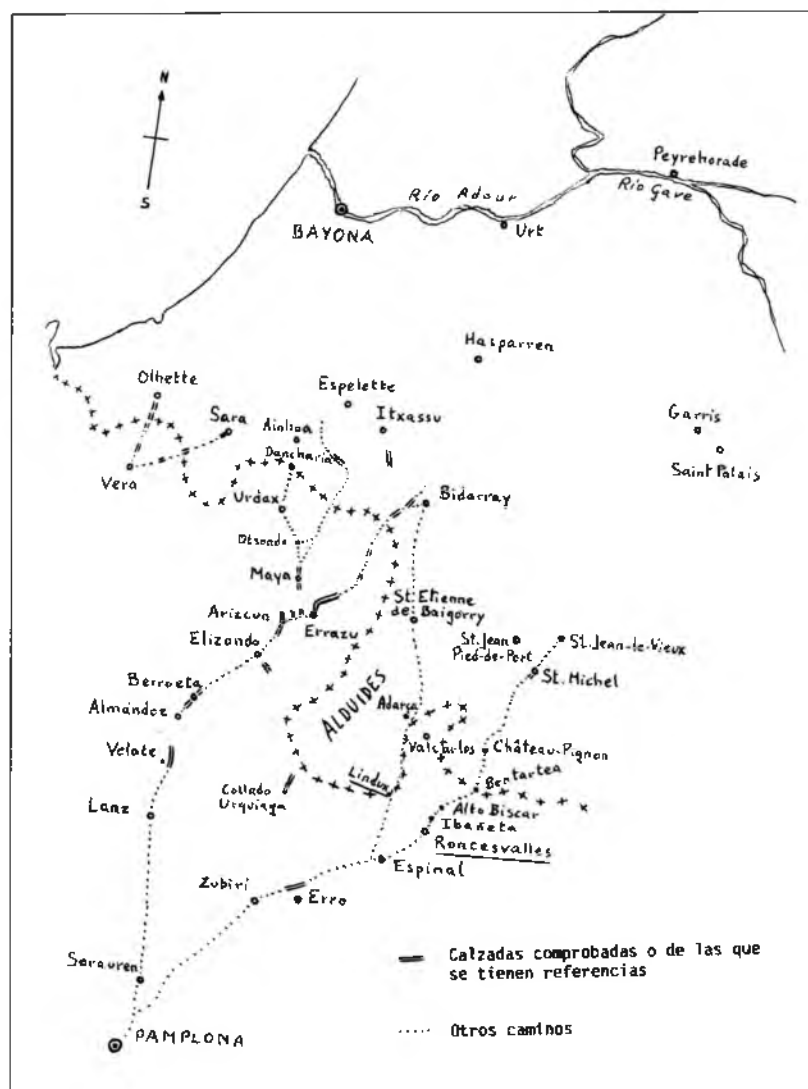 N
S
Peyrehorade
Río Gave
Río Adour
BAYONA
Urt
Hasparren
Olhette
Espelette
Sara
Ainhoa
Itxassu
Garris
Dancharia
Saint Palais
Vera
Urdax
Bidarray
Otsondo
Maya
St. Etienne
de Baigorry
Arizcun
Errazu
Elizondo
St. Jean
Pied-de-Port
St. Jean-le-Vieux
St. Michel
Berroeta
Almándoz
ALDUIDES
Adarça
Valcarlos
Château-Pignon
Velate
Bentartea
Lindux
Collado
Urquiaga
Alto Biscar
Lanz
Ibañeta
Roncesvalles
Espinal
Zubiri
Erro
Calzadas comprobadas o de las que
se tienen referencias
Sorauren
Otros caminos
PAMPLONA